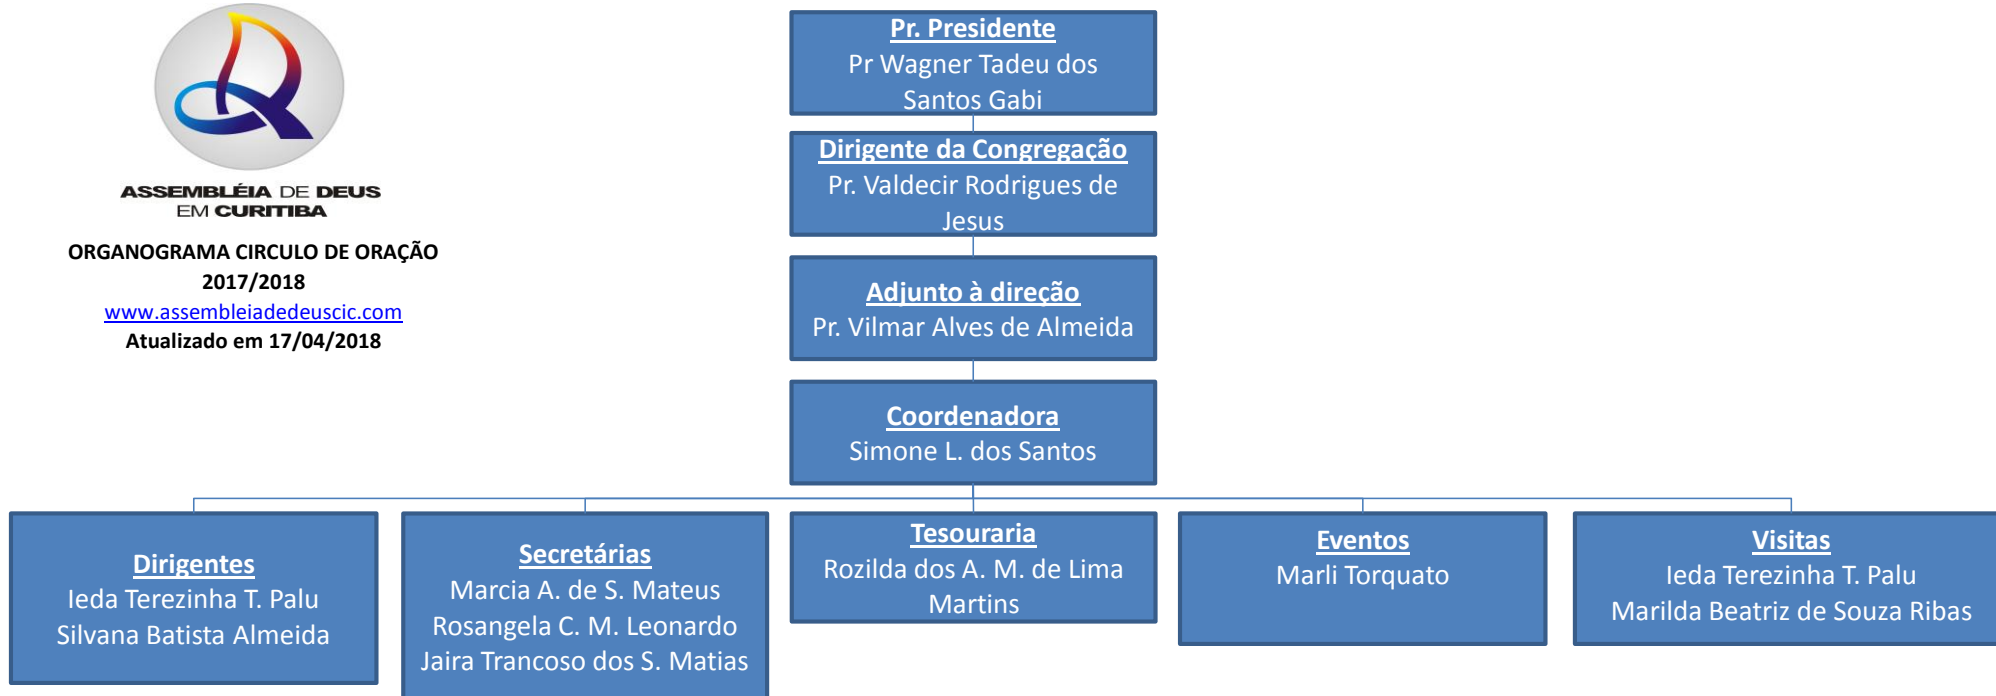 ASSEMBLÉIA DE DEUS
EM CURITIBA
ORGANOGRAMA CIRCULO DE ORAÇÃO
2017/2018
www.assembleiadedeuscic.com
Atualizado em 17/04/2018
Pr. Presidente
Pr Wagner Tadeu dos
Santos Gabi
Dirigente da Congregação
Pr. Valdecir Rodrigues de
Jesus
Adjunto à direção
Pr. Vilmar Alves de Almeida
Coordenadora
Simone L. dos Santos
Dirigentes
Ieda Terezinha T. Palu
Silvana Batista Almeida
Secretárias
Marcia A. de S. Mateus
Rosangela C. M. Leonardo
Jaira Trancoso dos S. Matias
Tesouraria
Rozilda dos A. M. de Lima
Martins
Eventos
Marli Torquato
Visitas
Ieda Terezinha T. Palu
Marilda Beatriz de Souza Ribas